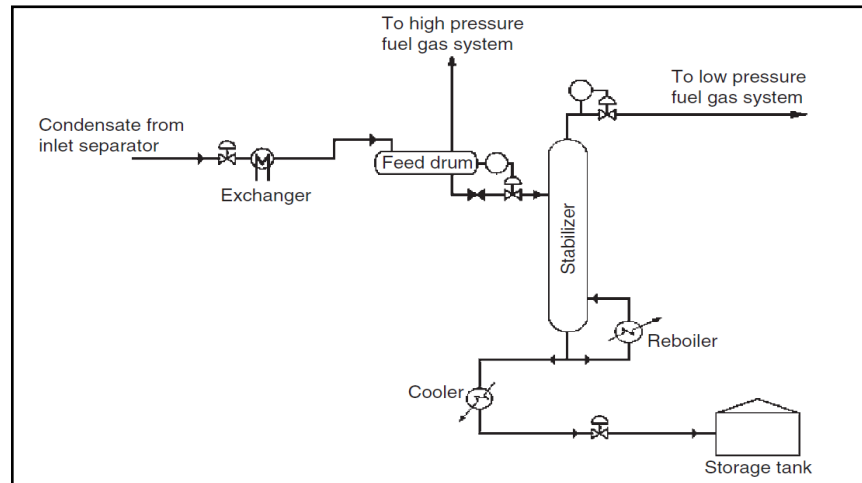 To high pressure
fuel gas system
To low pressure
fuel gas system
Condensate from
inlet separator
Feed drum
Exchanger
Stabilizer
Reboiler
Cooler
Storage tank